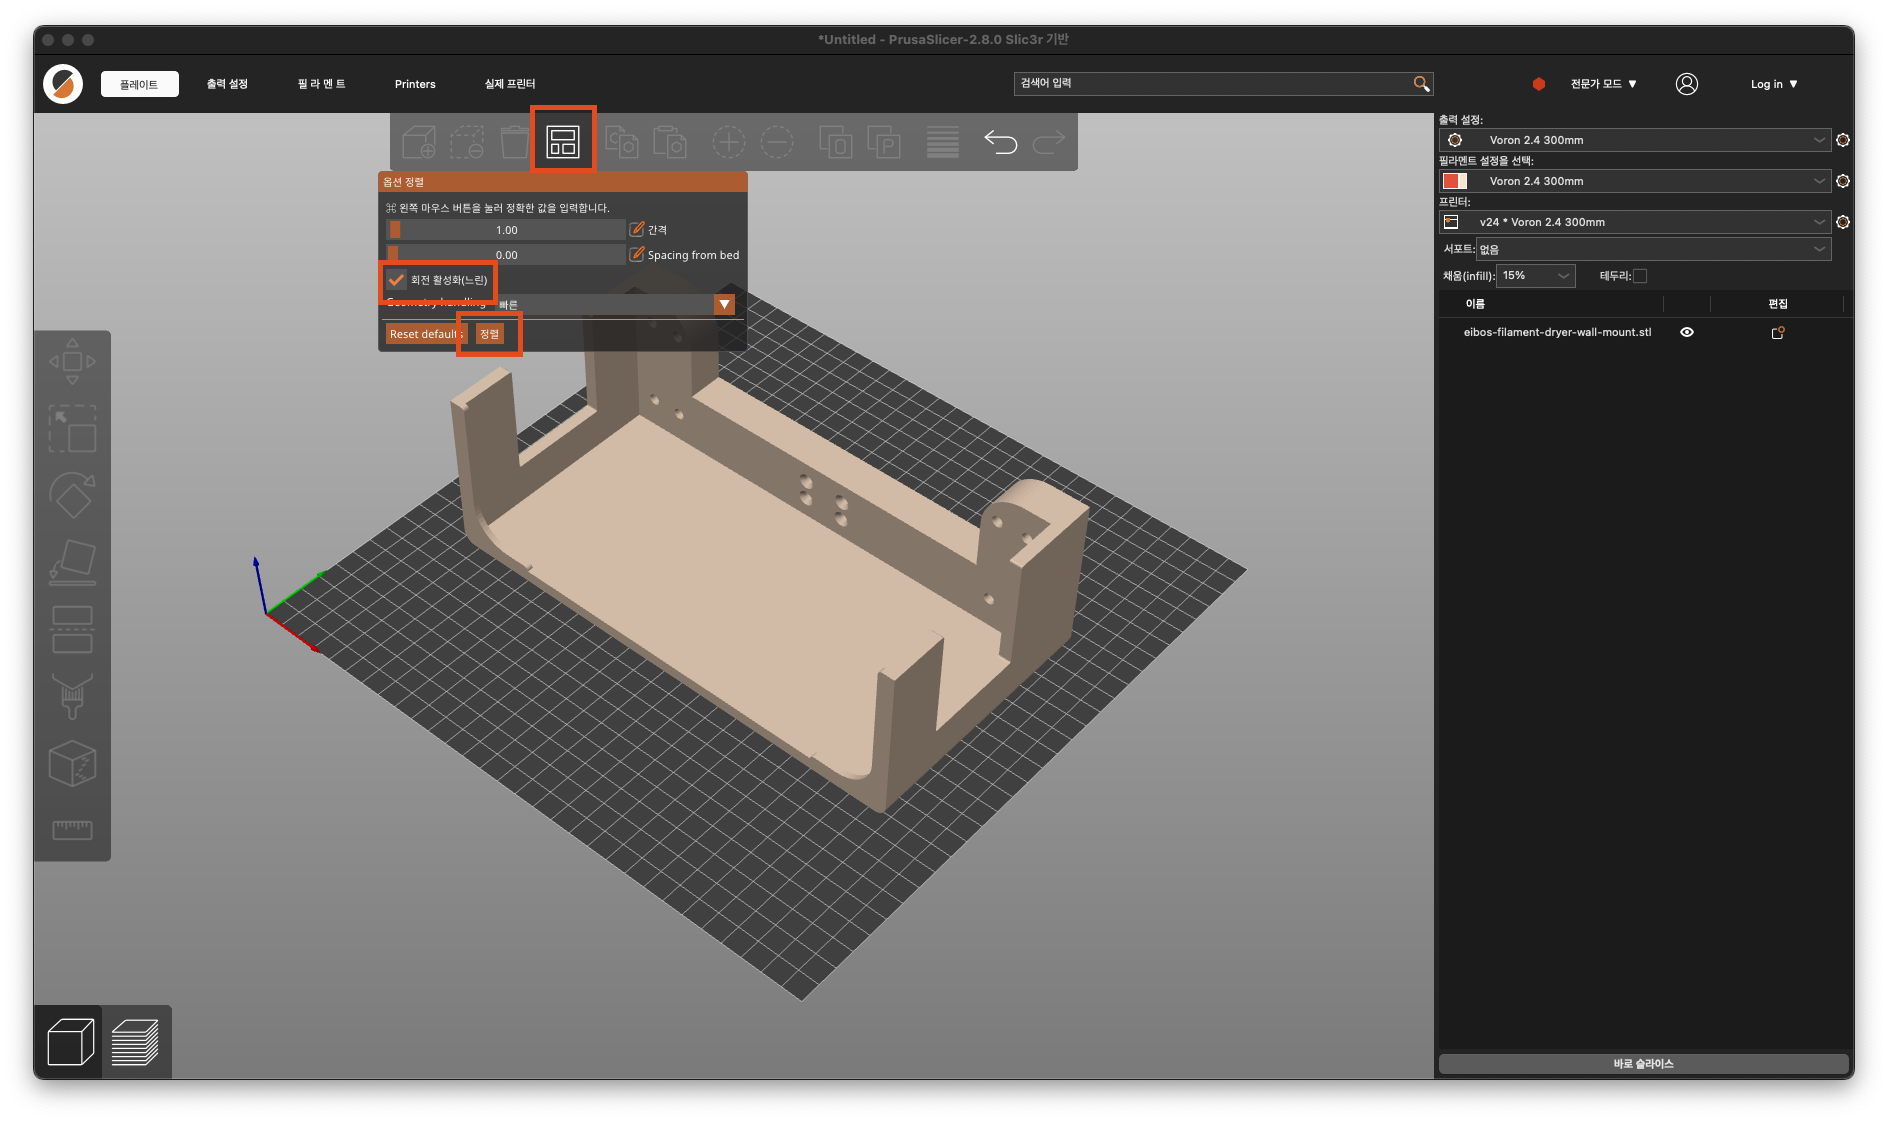 *Untitled - PrusaSlicer-2.8.0 Slic3r 기반
플레이트 출력 설정 필 라 멘 트 Printers 실제 프린터
검색어 입력
전문가 모드 ▼ Log in ▼
옵션 정렬
⌘ 왼쪽 마우스 버튼을 눌러 정확한 값을 입력합니다.
1.00 간격
0.00 Spacing from bed
회전 활성화(느린)
Geometry handling 빠른
Reset defaults 정렬
출력 설정:
Voron 2.4 300mm
필라멘트 설정을 선택:
Voron 2.4 300mm
프린터:
v24 * Voron 2.4 300mm
서포트: 없음
채움(infill): 15% 테두리:
이름 편집
eibos-filament-dryer-wall-mount.stl
바로 슬라이스